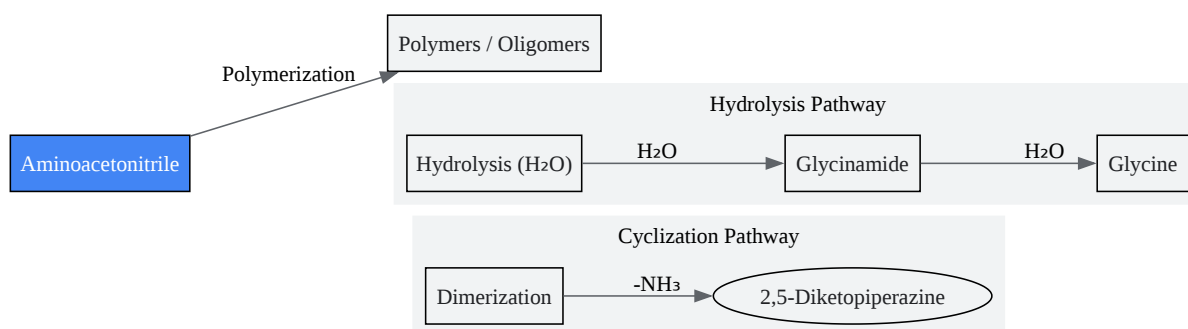 Polymers / Oligomers
Polymerization
Hydrolysis Pathway
Aminoacetonitrile
Hydrolysis (H₂O)
H₂O
Glycinamide
H₂O
Glycine
Cyclization Pathway
Dimerization
-NH₃
2,5-Diketopiperazine